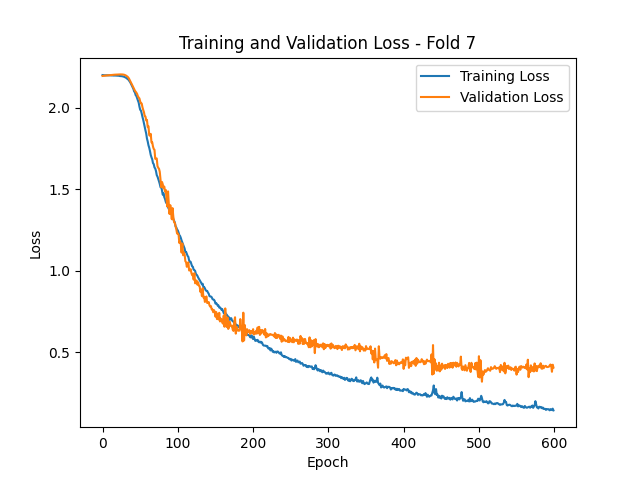 Training and Validation Loss - Fold 7
Training Loss
Validation Loss
2.0
1.5
1.0
0.5
Loss
0 100 200 300 400 500 600
Epoch